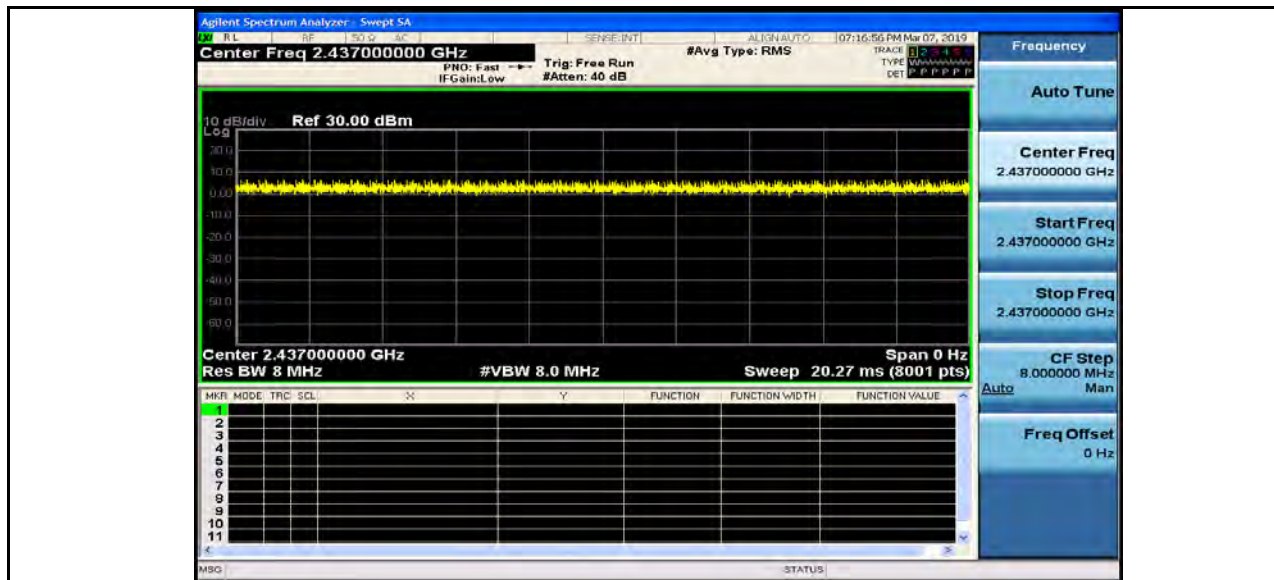 Agilent Spectrum Analyzer - Swept SA
LXI RL RF 50 Ω AC SENSE:INT ALIGN AUTO 07:16:56 PM Mar 07, 2019
Center Freq 2.437000000 GHz
#Avg Type: RMS
TRACE 1 2 3 4 5 6
PNO: Fast
Trig: Free Run
TYPE WWWWWW
IFGain:Low
#Atten: 40 dB
DET P P P P P P
10 dB/div Ref 30.00 dBm
Log
20.0
10.0
0.00
-10.0
-20.0
-30.0
-40.0
-50.0
-60.0
Center 2.437000000 GHz
Span 0 Hz
Res BW 8 MHz
#VBW 8.0 MHz
Sweep 20.27 ms (8001 pts)
MKR MODE TRC SCL X Y FUNCTION FUNCTION WIDTH FUNCTION VALUE
1
2
3
4
5
6
7
8
9
10
11
MSG
STATUS
Frequency
Auto Tune
Center Freq
2.437000000 GHz
Start Freq
2.437000000 GHz
Stop Freq
2.437000000 GHz
CF Step
8.000000 MHz
Auto Man
Freq Offset
0 Hz